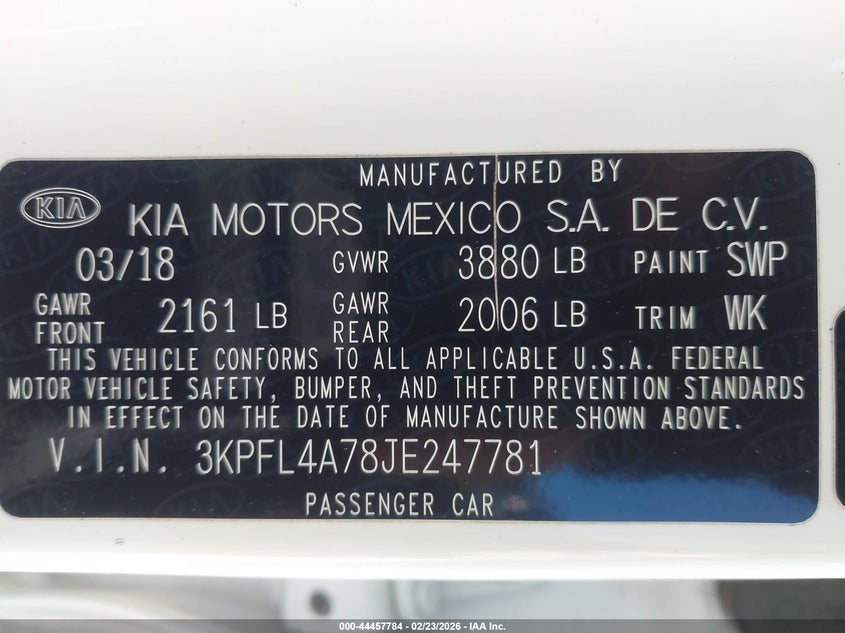 MANUFACTURED BY
KIA
KIA MOTORS MEXICO S.A. DE C.V.
03/18 GVWR 3880 LB PAINT SWP
GAWR FRONT 2161 LB GAWR REAR 2006 LB TRIM WK
THIS VEHICLE CONFORMS TO ALL APPLICABLE U.S.A. FEDERAL
MOTOR VEHICLE SAFETY, BUMPER, AND THEFT PREVENTION STANDARDS
IN EFFECT ON THE DATE OF MANUFACTURE SHOWN ABOVE.
V.I.N. 3KPFL4A78JE247781
PASSENGER CAR
000-44457784 - 02/23/2026 - IAA Inc.